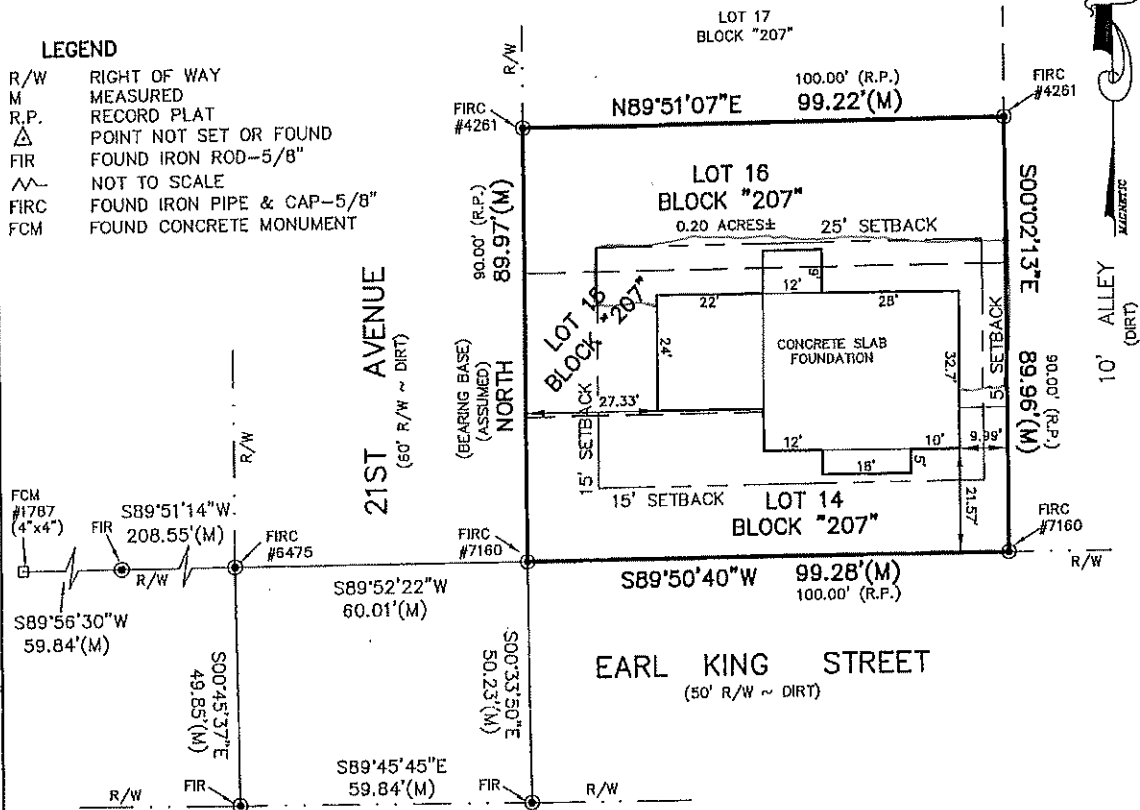 LEGEND
R/W RIGHT OF WAY
M MEASURED
R.P. RECORD PLAT
POINT NOT SET OR FOUND
FIR FOUND IRON ROD-5/8"
NOT TO SCALE
FIRC FOUND IRON PIPE & CAP-5/8"
FCM FOUND CONCRETE MONUMENT
LOT 17
BLOCK "207"
R/W
100.00' (R.P.)
N89°51'07"E 99.22'(M)
FIRC
#4261
FIRC
#4261
MAGNETIC
LOT 16
BLOCK "207"
0.20 ACRES±
25' SETBACK
90.00' (R.P.)
89.97'(M)
NORTH
(ASSUMED)
(BEARING BASE)
S00°02'13"E
89.96'(M)
90.00' (R.P.)
10' ALLEY
(DIRT)
LOT 15
BLOCK "207"
12'
9'
22'
28'
24'
CONCRETE SLAB
FOUNDATION
32.7'
5' SETBACK
27.33'
12'
10'
9.99'
18'
5'
21.57'
15' SETBACK
15' SETBACK
LOT 14
BLOCK "207"
21ST AVENUE
(60' R/W ~ DIRT)
R/W
FCM
#1787
(4"x4")
FIR
S89°51'14"W
208.55'(M)
R/W
FIRC
#6475
FIRC
#7160
FIRC
#7160
R/W
S89°56'30"W
59.84'(M)
S89°52'22"W
60.01'(M)
S89°50'40"W 99.28'(M)
100.00' (R.P.)
S00°45'37"E
49.85'(M)
S00°33'50"E
50.23'(M)
EARL KING STREET
(50' R/W ~ DIRT)
S89°45'45"E
59.84'(M)
R/W
FIR
FIR
R/W